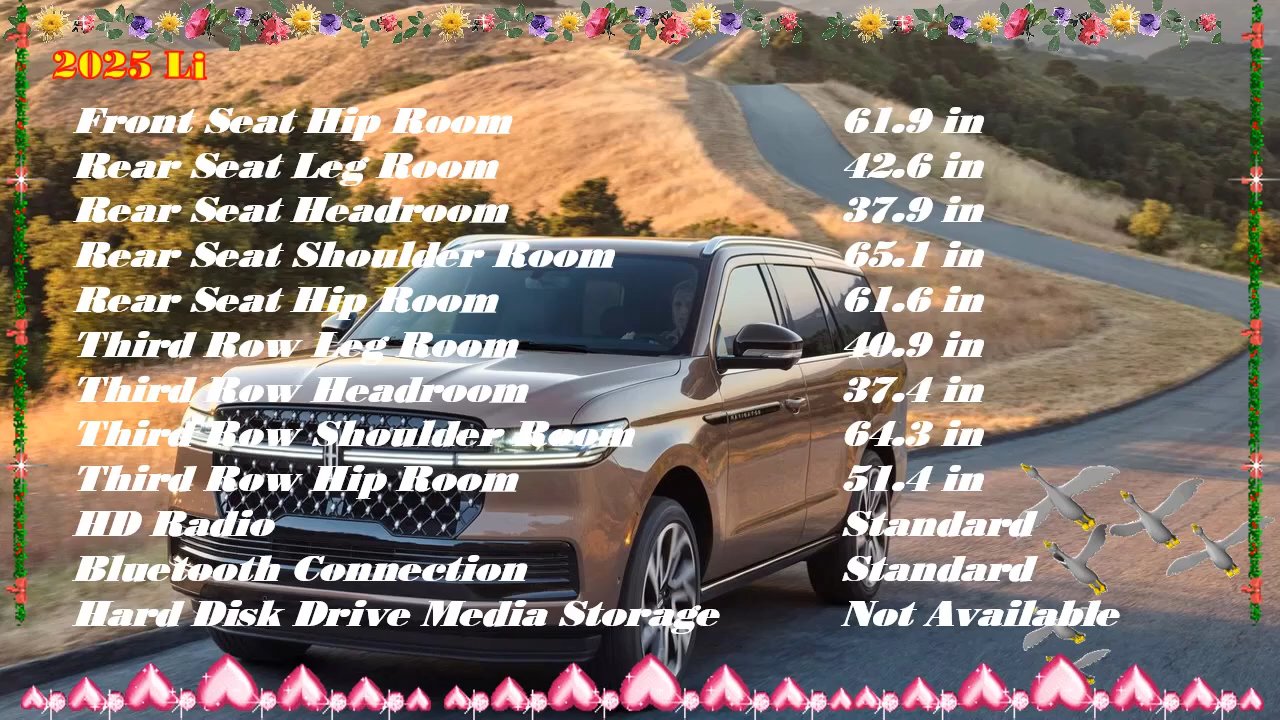 2025 Li
Front Seat Hip Room 61.9 in
Rear Seat Leg Room 42.6 in
Rear Seat Headroom 37.9 in
Rear Seat Shoulder Room 65.1 in
Rear Seat Hip Room 61.6 in
Third Row Leg Room 40.9 in
Third Row Headroom 37.4 in
Third Row Shoulder Room 64.3 in
Third Row Hip Room 51.4 in
HD Radio Standard
Bluetooth Connection Standard
Hard Disk Drive Media Storage Not Available
NAVIGATOR